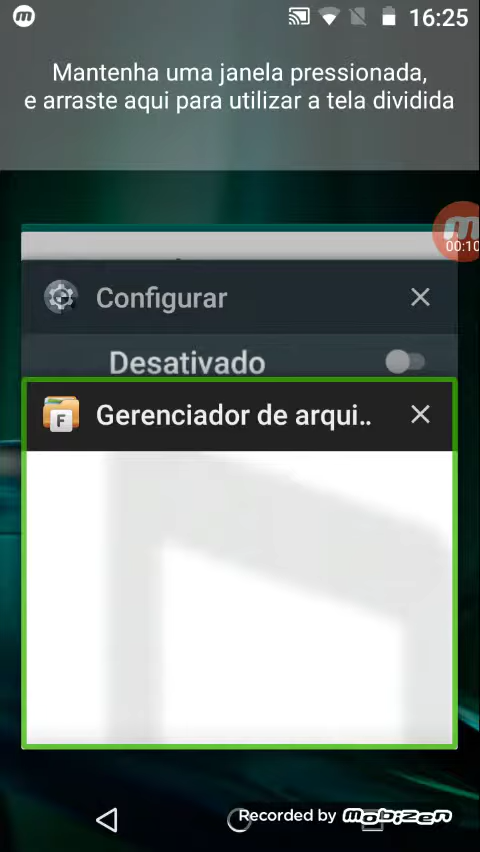 16:25
Mantenha uma janela pressionada,
e arraste aqui para utilizar a tela dividida
00:10
Configurar
Desativado
F
Gerenciador de arqui..
Recorded by mobizen